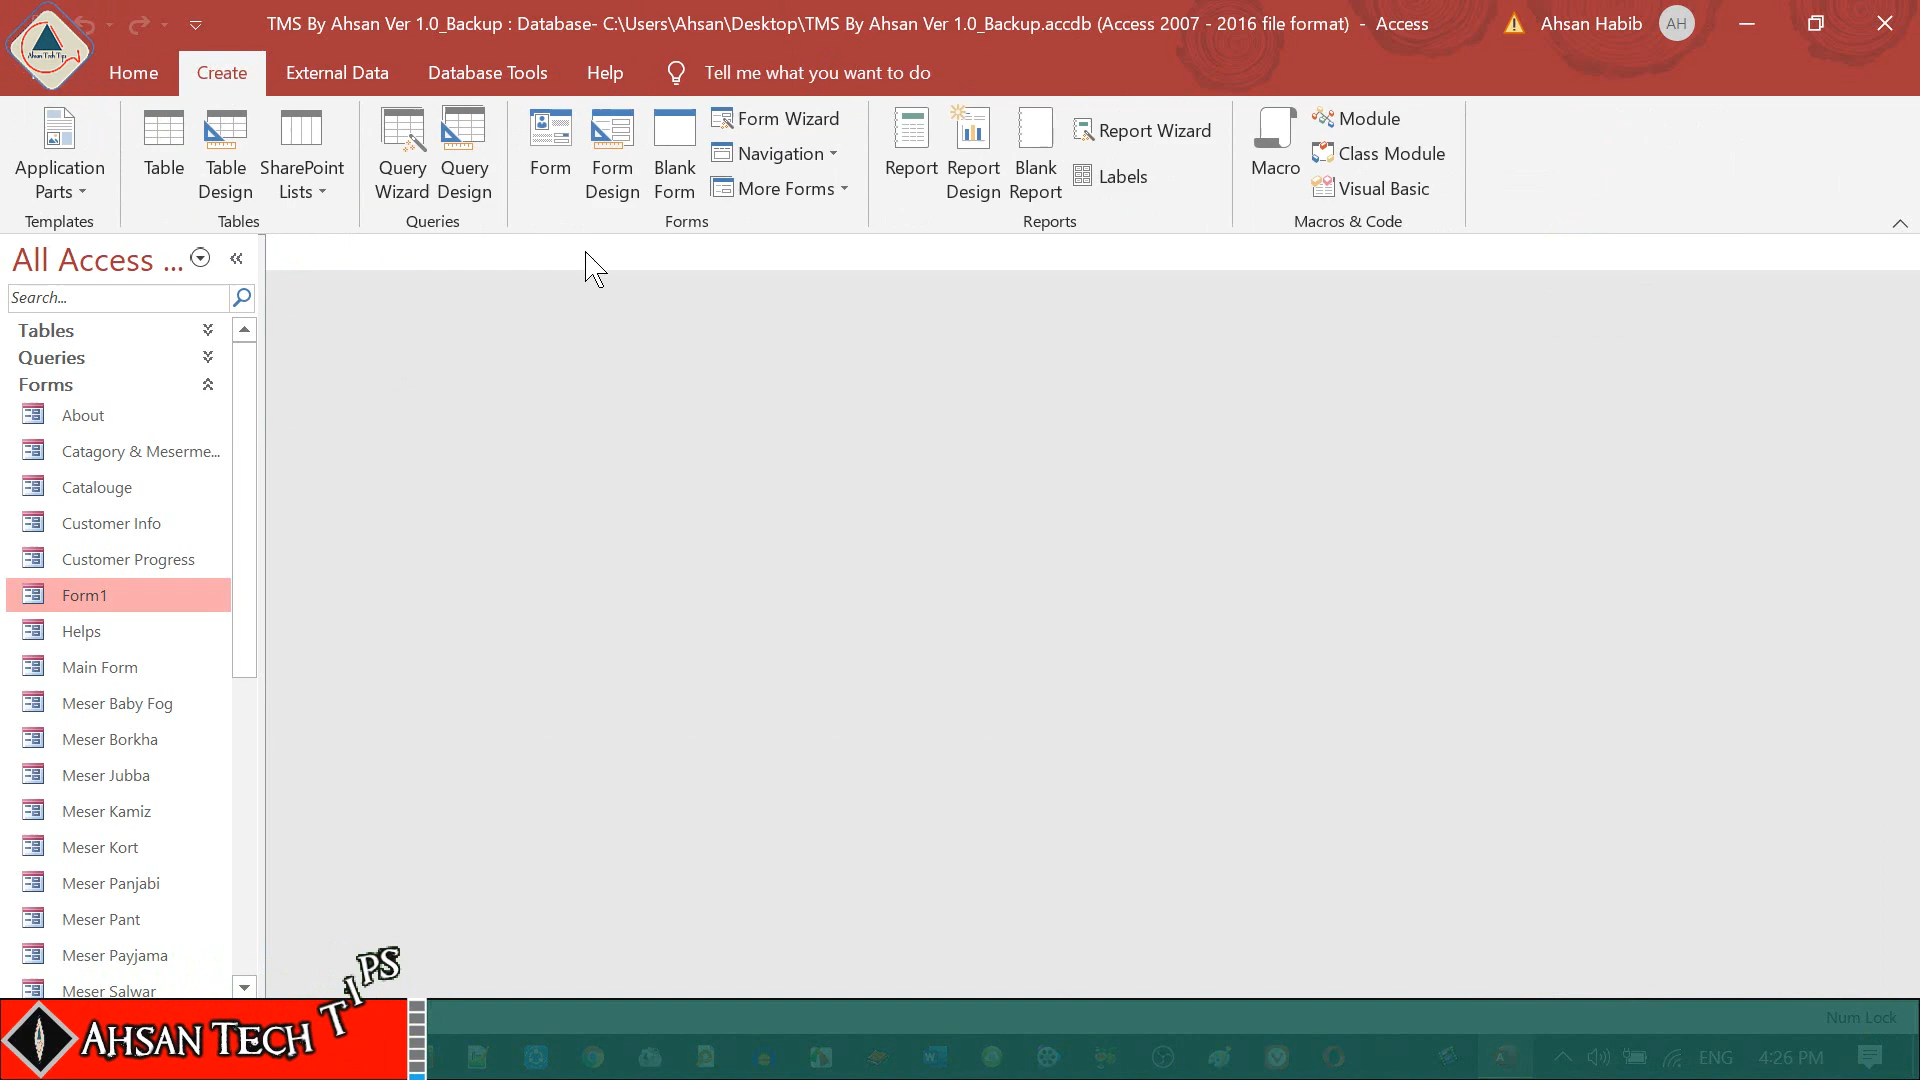 TMS By Ahsan Ver 1.0_Backup : Database- C:\Users\Ahsan\Desktop\TMS By Ahsan Ver 1.0_Backup.accdb (Access 2007 - 2016 file format) - Access
Ahsan Habib
AH
Ahsan Tech Tips
Home
Create
External Data
Database Tools
Help
Tell me what you want to do
Application Parts
Table
Table Design
SharePoint Lists
Query Wizard
Query Design
Form
Form Design
Blank Form
Form Wizard
Navigation
More Forms
Report
Report Design
Blank Report
Report Wizard
Labels
Macro
Module
Class Module
Visual Basic
Templates
Tables
Queries
Forms
Reports
Macros & Code
All Access ...
Search...
Tables
Queries
Forms
About
Catagory & Meserme...
Catalouge
Customer Info
Customer Progress
Form1
Helps
Main Form
Meser Baby Fog
Meser Borkha
Meser Jubba
Meser Kamiz
Meser Kort
Meser Panjabi
Meser Pant
Meser Payjama
Meser Salwar
AHSAN TECH TIPS
Num Lock
ENG
4:26 PM